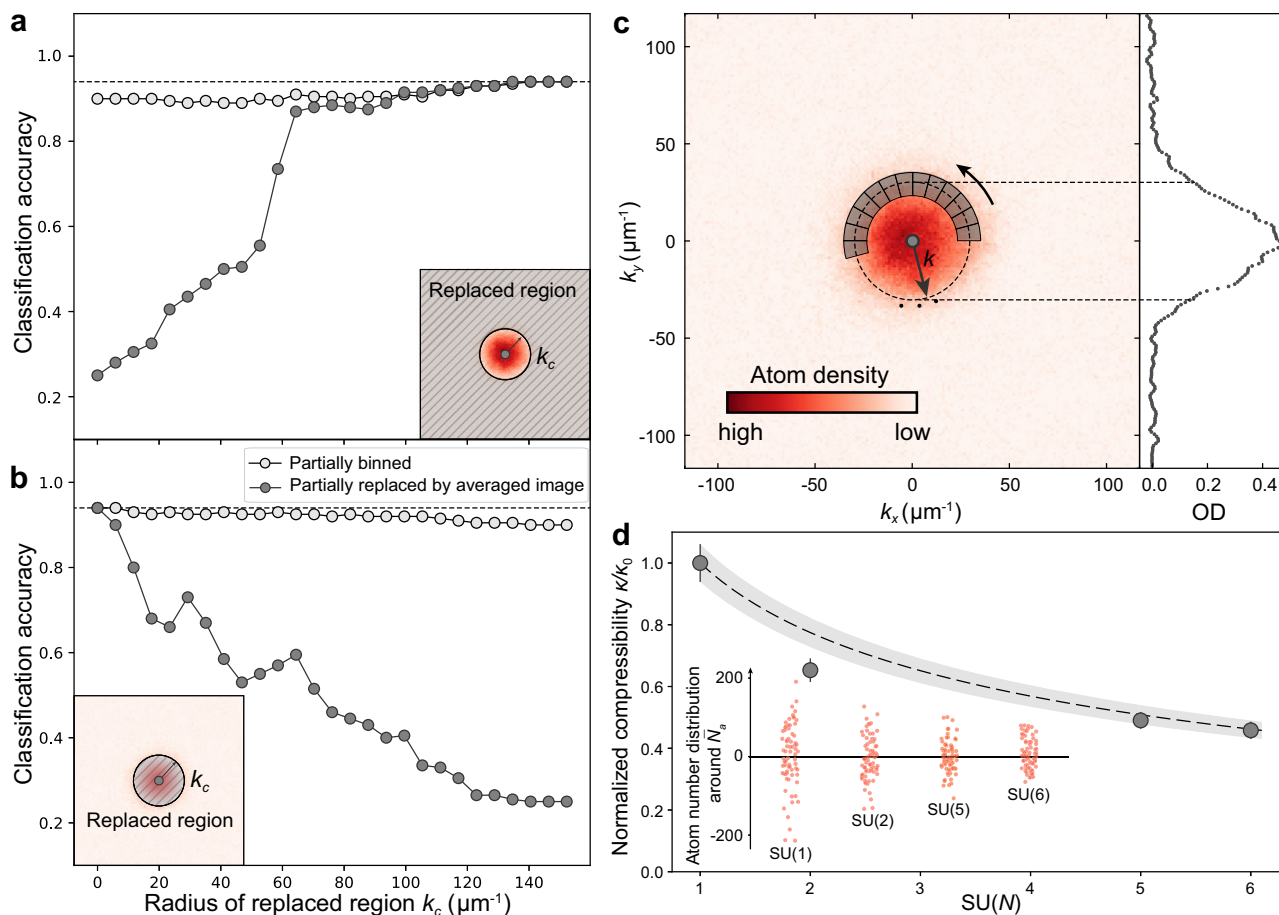 a
1.0
0.8
0.6
0.4
0.2
Classification accuracy
Replaced region
k_c
b
Partially binned
Partially replaced by averaged image
1.0
0.8
0.6
0.4
0.2
Classification accuracy
k_c
Replaced region
0 20 40 60 80 100 120 140
Radius of replaced region k_c (μm⁻¹)
c
100
50
0
-50
-100
k_y (μm⁻¹)
k
Atom density
high low
-100 -50 0 50 100
k_x (μm⁻¹)
0.0 0.2 0.4
OD
d
1.0
0.8
0.6
0.4
0.2
0.0
Normalized compressibility κ/κ₀
Atom number distribution
around N̄_a
200
0
-200
SU(1)
SU(2)
SU(5)
SU(6)
1 2 3 4 5 6
SU(N)